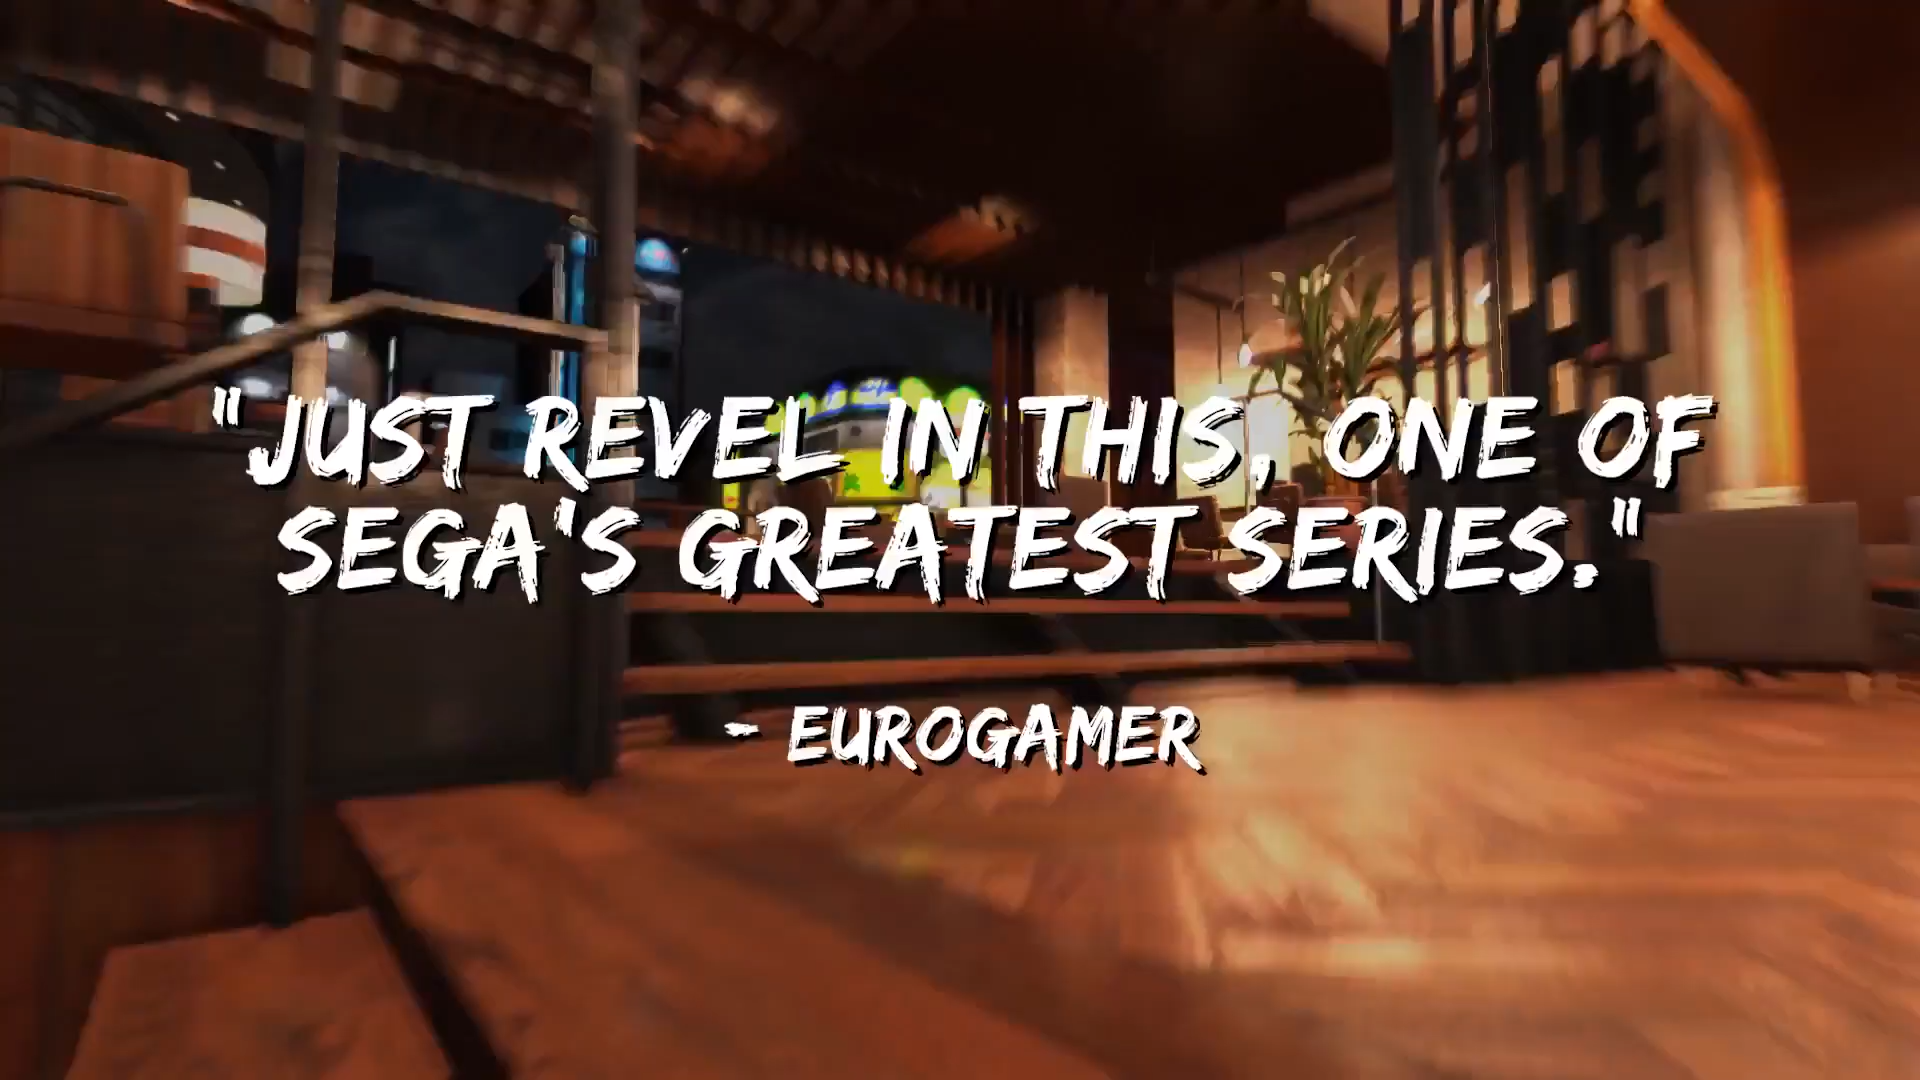 "JUST REVEL IN THIS, ONE OF
SEGA'S GREATEST SERIES."
- EUROGAMER